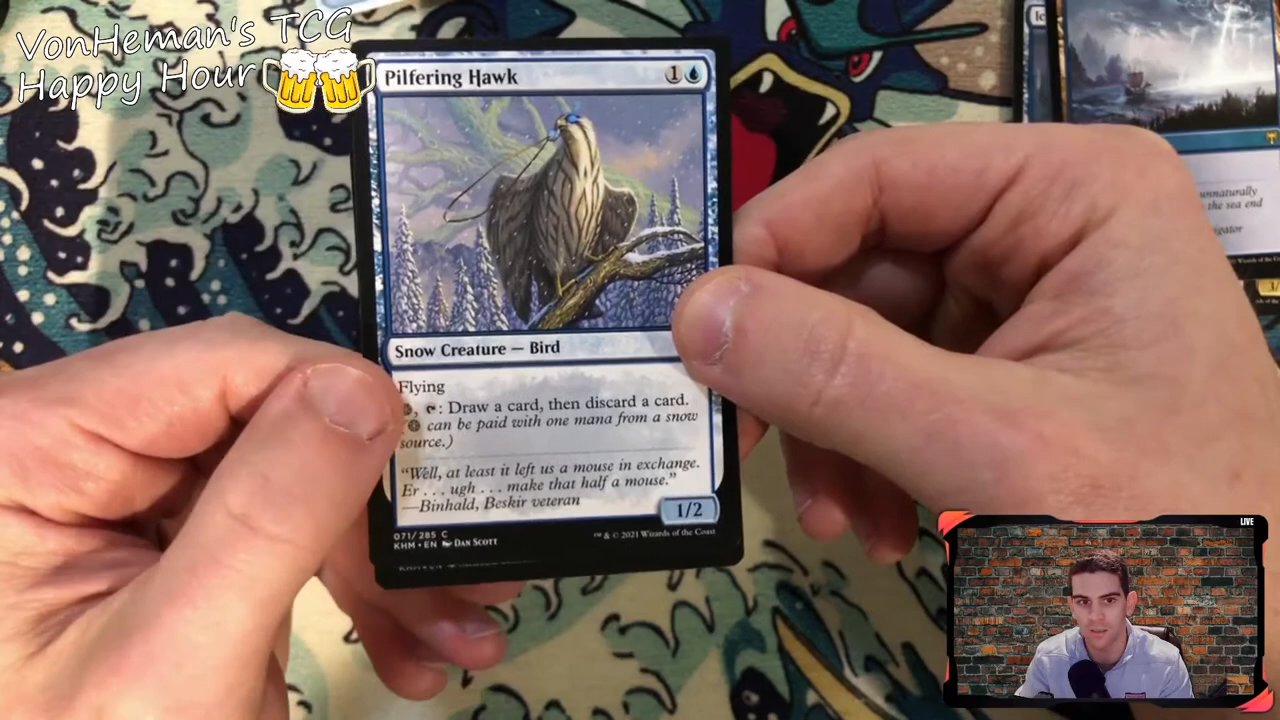 VonHeman's TCG
Happy Hour
Pilfering Hawk
1
Snow Creature — Bird
Flying
, : Draw a card, then discard a card.
( can be paid with one mana from a snow
source.)
"Well, at least it left us a mouse in exchange.
Er . . . ugh . . . make that half a mouse."
—Binhald, Beskir veteran
1/2
071/285 C
KHM • EN Dan Scott
™ & © 2021 Wizards of the Coast
unnaturally
the sea end
LIVE